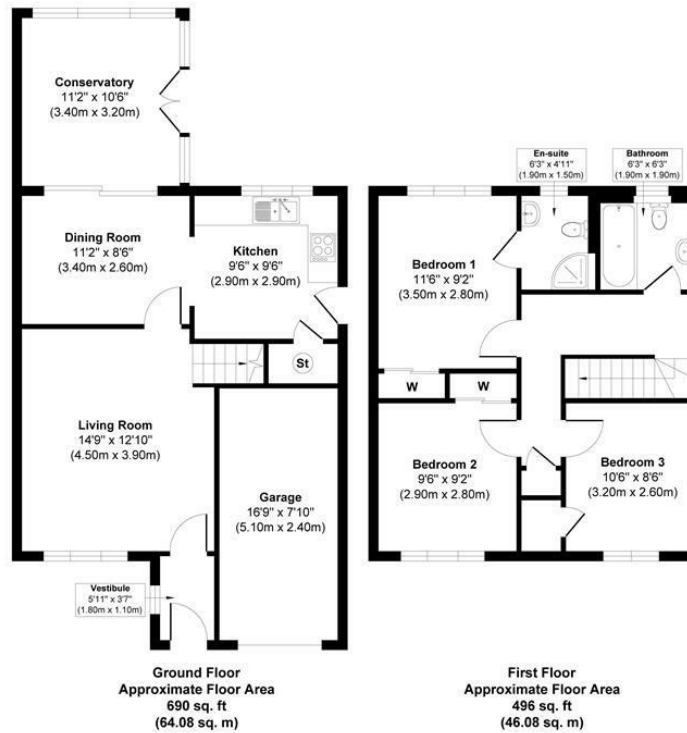 Conservatory
11'2" x 10'6"
(3.40m x 3.20m)
Dining Room
11'2" x 8'6"
(3.40m x 2.60m)
Kitchen
9'6" x 9'6"
(2.90m x 2.90m)
St
Living Room
14'9" x 12'10"
(4.50m x 3.90m)
Garage
16'9" x 7'10"
(5.10m x 2.40m)
Vestibule
5'11" x 3'7"
(1.80m x 1.10m)
Ground Floor
Approximate Floor Area
690 sq. ft
(64.08 sq. m)
En-suite
6'3" x 4'11"
(1.90m x 1.50m)
Bathroom
6'3" x 6'3"
(1.90m x 1.90m)
Bedroom 1
11'6" x 9'2"
(3.50m x 2.80m)
W
W
Bedroom 2
9'6" x 9'2"
(2.90m x 2.80m)
Bedroom 3
10'6" x 8'6"
(3.20m x 2.60m)
First Floor
Approximate Floor Area
496 sq. ft
(46.08 sq. m)